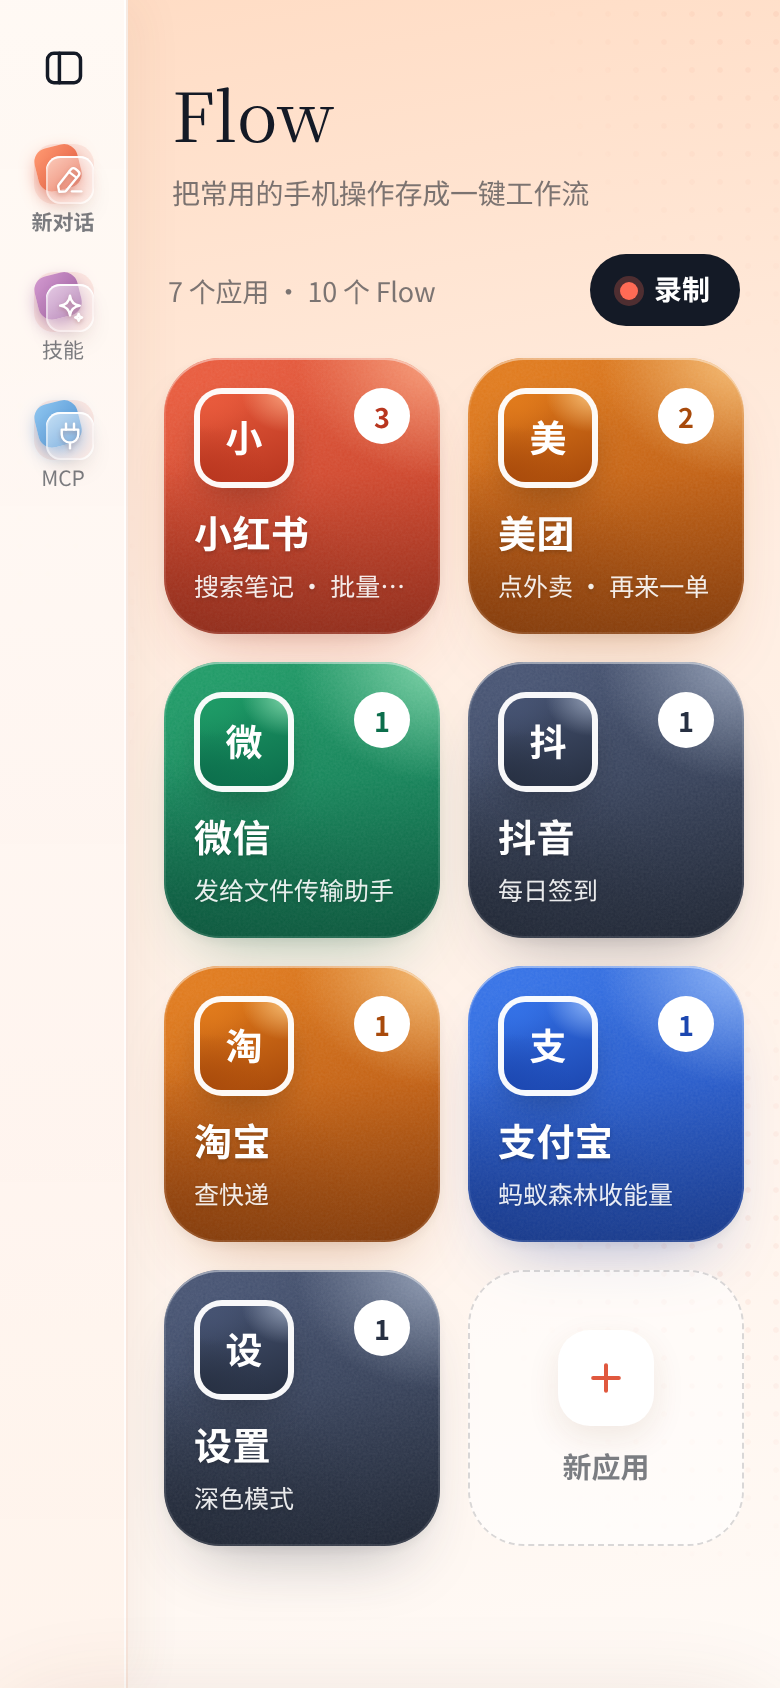 新对话
技能
MCP
Flow
把常用的手机操作存成一键工作流
7 个应用 · 10 个 Flow
录制
小
3
小红书
搜索笔记 · 批量…
美
2
美团
点外卖 · 再来一单
微
1
微信
发给文件传输助手
抖
1
抖音
每日签到
淘
1
淘宝
查快递
支
1
支付宝
蚂蚁森林收能量
设
1
设置
深色模式
新应用